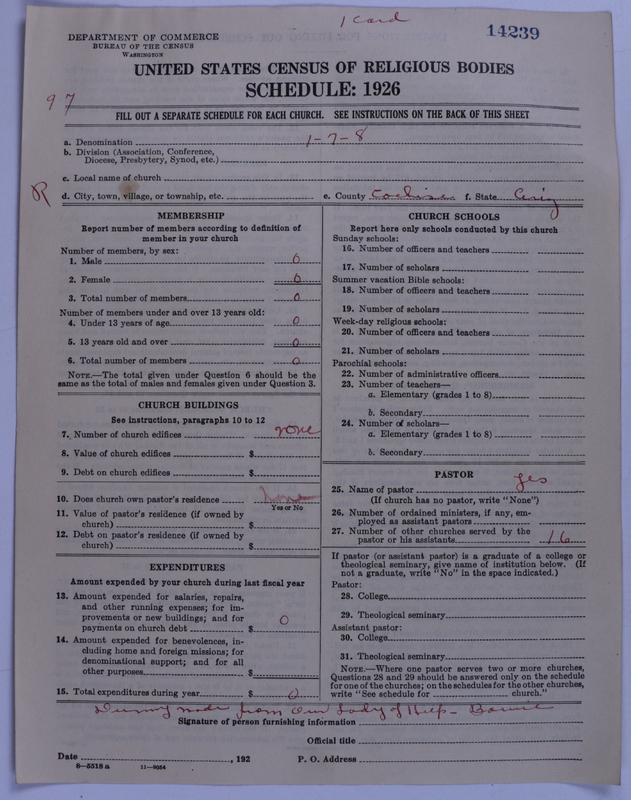 1 Card
14239
DEPARTMENT OF COMMERCE
BUREAU OF THE CENSUS
WASHINGTON
UNITED STATES CENSUS OF RELIGIOUS BODIES
SCHEDULE: 1926
97
FILL OUT A SEPARATE SCHEDULE FOR EACH CHURCH. SEE INSTRUCTIONS ON THE BACK OF THIS SHEET
a. Denomination 1-7-8
b. Division (Association, Conference,
Diocese, Presbytery, Synod, etc.)
c. Local name of church
R d. City, town, village, or township, etc. e. County Cochise f. State Ariz
MEMBERSHIP
Report number of members according to definition of
member in your church
Number of members, by sex:
1. Male 0
2. Female 0
3. Total number of members 0
Number of members under and over 13 years old:
4. Under 13 years of age 0
5. 13 years old and over 0
6. Total number of members 0
NOTE.—The total given under Question 6 should be the
same as the total of males and females given under Question 3.
CHURCH BUILDINGS
See instructions, paragraphs 10 to 12
7. Number of church edifices none
8. Value of church edifices $
9. Debt on church edifices $
10. Does church own pastor's residence None
Yes or No
11. Value of pastor's residence (if owned by
church) $
12. Debt on pastor's residence (if owned by
church) $
EXPENDITURES
Amount expended by your church during last fiscal year
13. Amount expended for salaries, repairs,
and other running expenses; for im-
provements or new buildings; and for
payments on church debt $ 0
14. Amount expended for benevolences, in-
cluding home and foreign missions; for
denominational support; and for all
other purposes $
15. Total expenditures during year $ 0
CHURCH SCHOOLS
Report here only schools conducted by this church
Sunday schools:
16. Number of officers and teachers
17. Number of scholars
Summer vacation Bible schools:
18. Number of officers and teachers
19. Number of scholars
Week-day religious schools:
20. Number of officers and teachers
21. Number of scholars
Parochial schools:
22. Number of administrative officers
23. Number of teachers—
a. Elementary (grades 1 to 8)
b. Secondary
24. Number of scholars—
a. Elementary (grades 1 to 8)
b. Secondary
PASTOR
25. Name of pastor yes
(If church has no pastor, write "None")
26. Number of ordained ministers, if any, em-
ployed as assistant pastors
27. Number of other churches served by the
pastor or his assistants 16
If pastor (or assistant pastor) is a graduate of a college or
theological seminary, give name of institution below. (If
not a graduate, write "No" in the space indicated.)
Pastor:
28. College
29. Theological seminary
Assistant pastor:
30. College
31. Theological seminary
NOTE.—Where one pastor serves two or more churches,
Questions 28 and 29 should be answered only on the schedule
for one of the churches; on the schedules for the other churches,
write "See schedule for church."
Dummy made from Our Lady of Help - Bowie
Signature of person furnishing information
Official title
Date , 192 P. O. Address
8—5518 a 11—9054